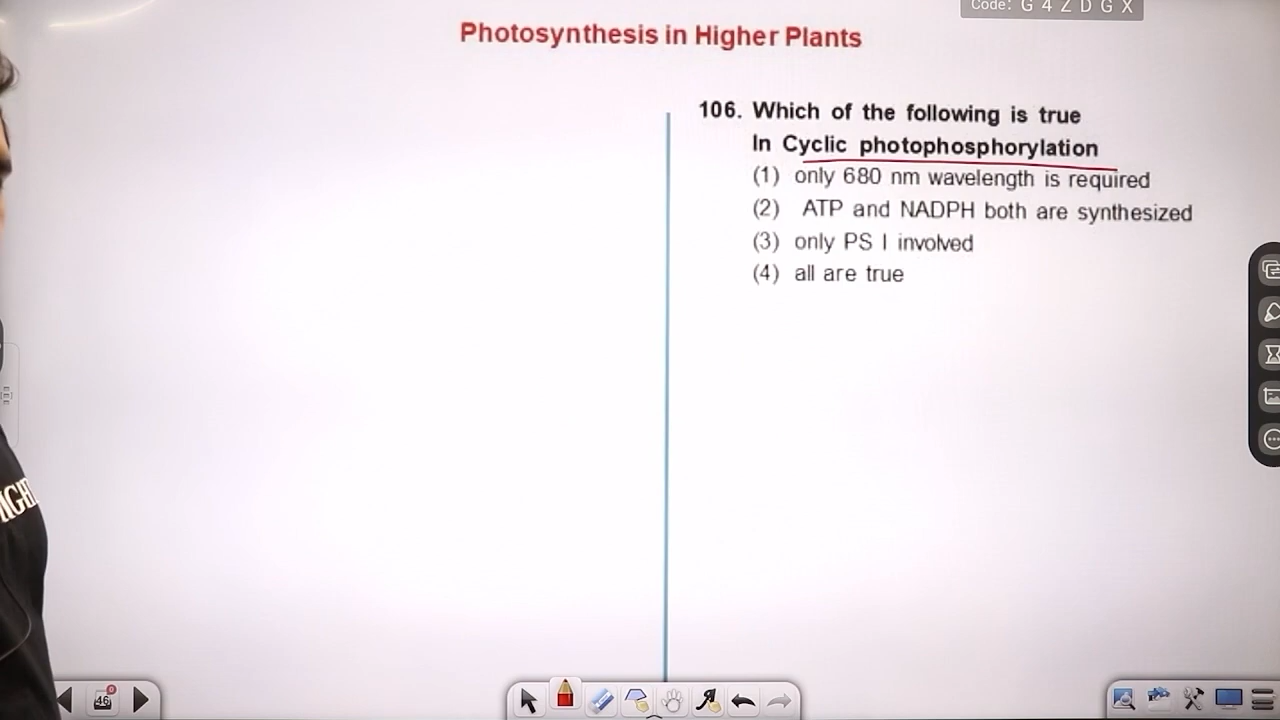 Code: G 4 Z D G X
Photosynthesis in Higher Plants
106. Which of the following is true
In Cyclic photophosphorylation
(1) only 680 nm wavelength is required
(2) ATP and NADPH both are synthesized
(3) only PS I involved
(4) all are true
46